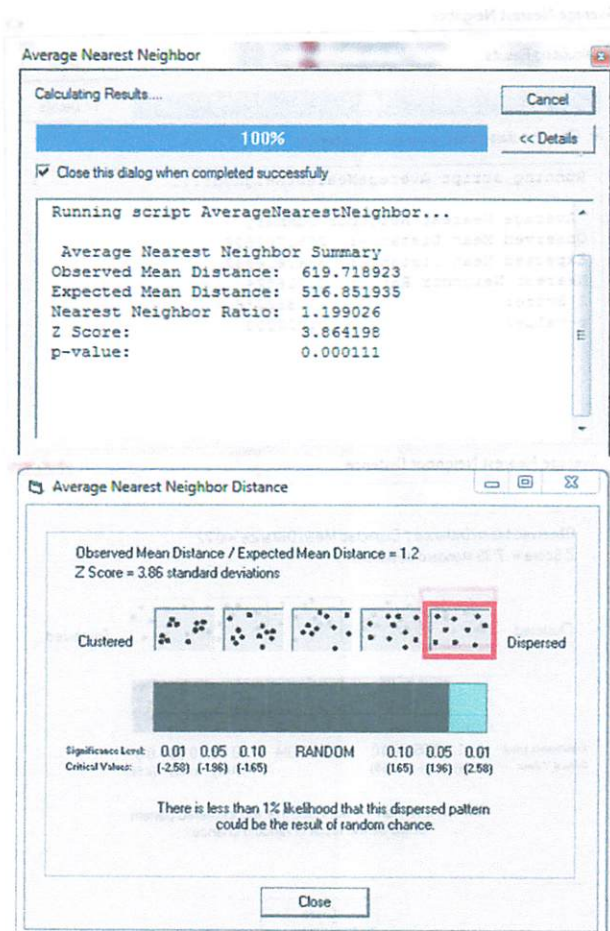 Average Nearest Neighbor
Calculating Results....
Cancel
100%
<< Details
Close this dialog when completed successfully
Running script AverageNearestNeighbor...
Average Nearest Neighbor Summary
Observed Mean Distance: 619.718923
Expected Mean Distance: 516.851935
Nearest Neighbor Ratio: 1.199026
Z Score: 3.864198
p-value: 0.000111
Average Nearest Neighbor Distance
Observed Mean Distance / Expected Mean Distance = 1.2
Z Score = 3.86 standard deviations
Clustered
Dispersed
Significance Level: 0.01 0.05 0.10 RANDOM 0.10 0.05 0.01
Critical Values: (-2.58) (-1.96) (-1.65) (1.65) (1.96) (2.58)
There is less than 1% likelihood that this dispersed pattern
could be the result of random chance.
Close